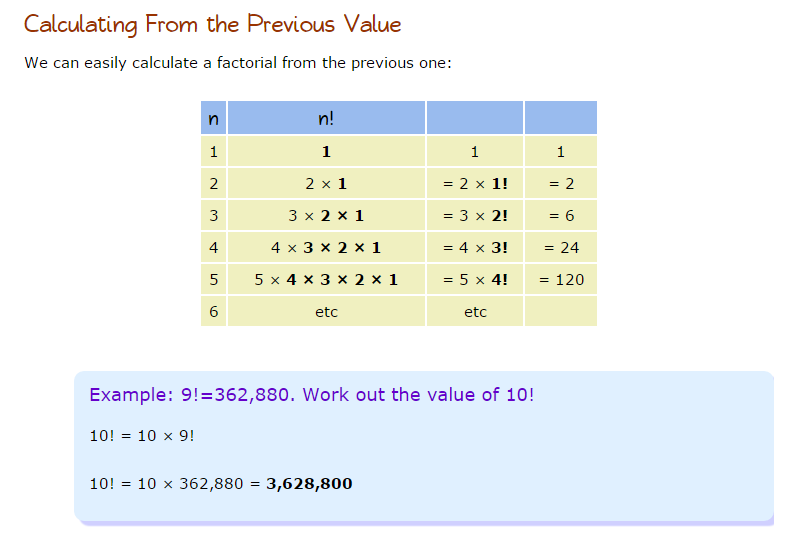 Calculating From the Previous Value
We can easily calculate a factorial from the previous one:
n n!
1 1 1 1
2 2 × 1 = 2 × 1! = 2
3 3 × 2 × 1 = 3 × 2! = 6
4 4 × 3 × 2 × 1 = 4 × 3! = 24
5 5 × 4 × 3 × 2 × 1 = 5 × 4! = 120
6 etc etc
Example: 9!=362,880. Work out the value of 10!
10! = 10 × 9!
10! = 10 × 362,880 = 3,628,800